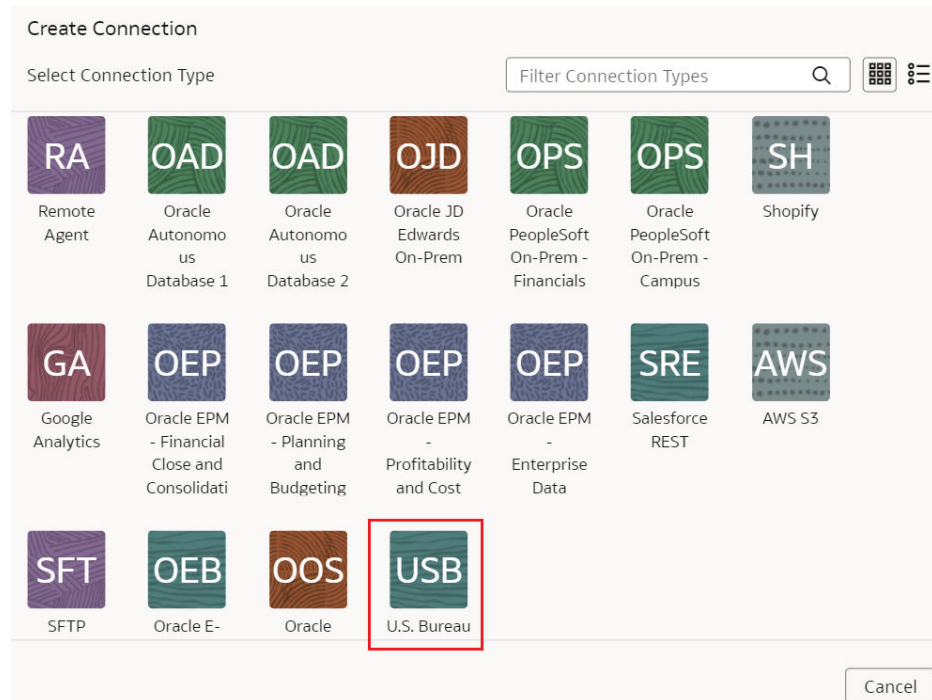 Create Connection
Select Connection Type
Filter Connection Types
RA
OAD
OAD
OJD
OPS
OPS
SH
Remote
Agent
Oracle
Autonomo
us
Database 1
Oracle
Autonomo
us
Database 2
Oracle JD
Edwards
On-Prem
Oracle
PeopleSoft
On-Prem -
Financials
Oracle
PeopleSoft
On-Prem -
Campus
Shopify
GA
OEP
OEP
OEP
OEP
SRE
AWS
Google
Analytics
Oracle EPM
- Financial
Close and
Consolidati
Oracle EPM
- Planning
and
Budgeting
Oracle EPM
-
Profitability
and Cost
Oracle EPM
-
Enterprise
Data
Salesforce
REST
AWS S3
SFT
OEB
OOS
USB
SFTP
Oracle E-
Oracle
U.S. Bureau
Cancel